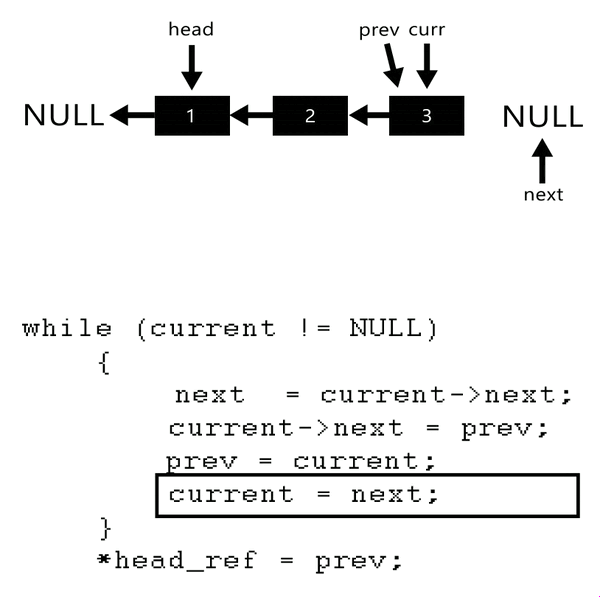 head
prev curr
NULL 1 2 3 NULL
next
while (current != NULL)
{
next = current->next;
current->next = prev;
prev = current;
current = next;
}
*head_ref = prev;